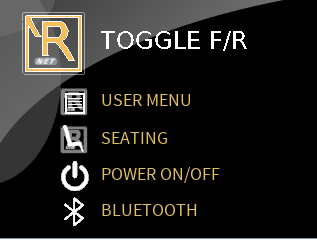 R
NET
TOGGLE F/R
USER MENU
SEATING
POWER ON/OFF
BLUETOOTH